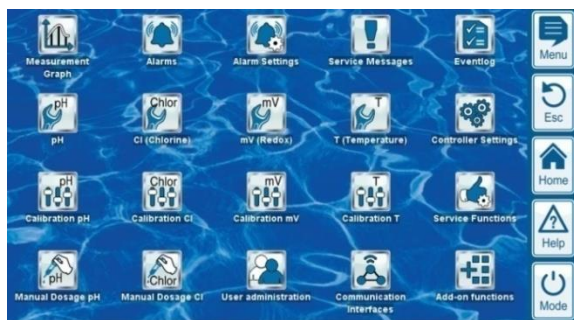 Measurement
Graph
Alarms
Alarm Settings
Service Messages
Eventlog
Menu
pH
Chlor
mV
T
pH
Cl (Chlorine)
mV (Redox)
T (Temperature)
Controller Settings
Esc
pH
Chlor
mV
T
Calibration pH
Calibration Cl
Calibration mV
Calibration T
Service Functions
Home
Help
pH
Chlor
Manual Dosage pH
Manual Dosage Cl
User administration
Communication
Interfaces
Add-on functions
Mode